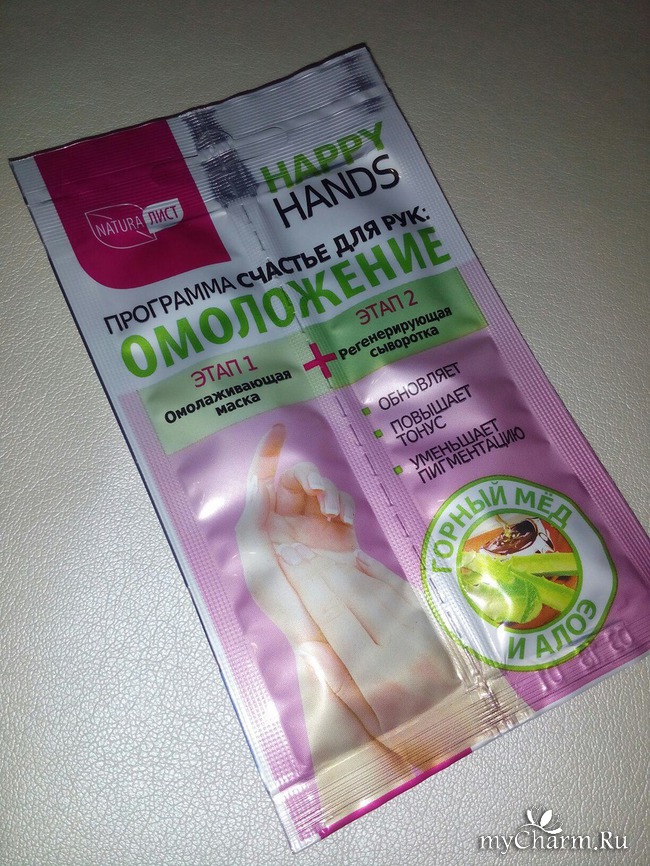 NATURA ЛИСТ
HAPPY
HANDS
ПРОГРАММА СЧАСТЬЕ ДЛЯ РУК:
ОМОЛОЖЕНИЕ
ЭТАП 1
Омолаживающая
маска
+
ЭТАП 2
Регенерирующая
сыворотка
ОБНОВЛЯЕТ
ПОВЫШАЕТ
ТОНУС
УМЕНЬШАЕТ
ПИГМЕНТАЦИЮ
ГОРНЫЙ МЁД
И АЛОЭ
myCharm.Ru